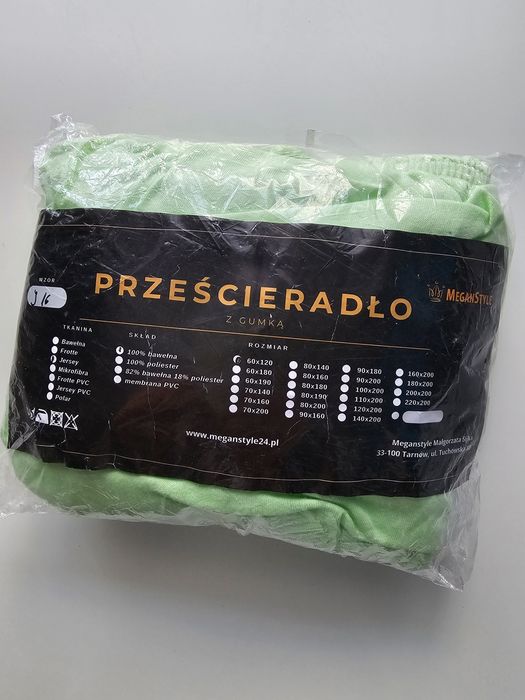 PRZEŚCIERADŁO
Z GUMKĄ
MEGANSTYLE
WZOR
J 16
TKANINA
Bawełna
Frotte
Jersey
Mikrofibra
Frotte PVC
Jersey PVC
Polar
SKŁAD
100% bawełna
100% poliester
82% bawełna 18% poliester
membrana PVC
ROZMIAR
60x120
60x180
60x190
70x140
70x160
70x200
80x140
80x160
80x180
80x190
80x200
90x160
90x180
90x200
100x200
110x200
120x200
140x200
160x200
180x200
200x200
220x200
www.meganstyle24.pl
Meganstyle Małgorzata
33-100 Tarnów, ul. Tuchowska